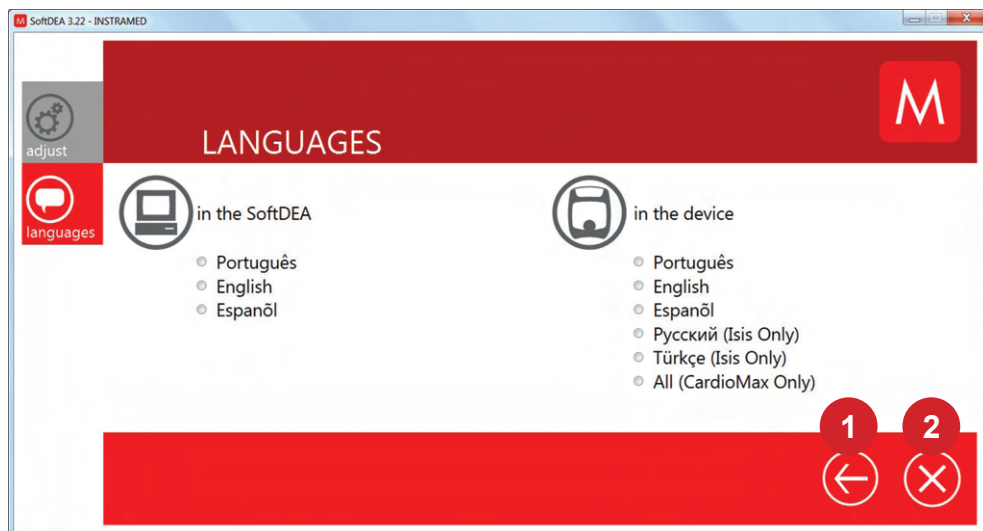 M SoftDEA 3.22 - INSTRAMED
M
adjust
LANGUAGES
languages
in the SoftDEA
Português
English
Espanõl
in the device
Português
English
Espanõl
Русский (Isis Only)
Türkçe (Isis Only)
All (CardioMax Only)
1
2